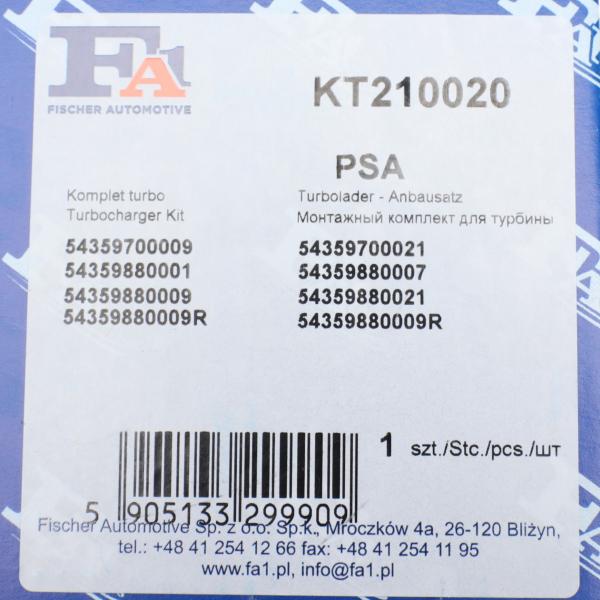 FA1
FISCHER AUTOMOTIVE
KT210020
PSA
Komplet turbo
Turbocharger Kit
Turbolader - Anbausatz
Монтажный комплект для турбины
54359700009
54359880001
54359880009
54359880009R
54359700021
54359880007
54359880021
54359880009R
1 szt./Stc./pcs./шт
5 905133 299909
Fischer Automotive Sp. z o.o. Sp.k., Mroczków 4a, 26-120 Bliżyn,
tel.: +48 41 254 12 66 fax: +48 41 254 11 95
www.fa1.pl, info@fa1.pl